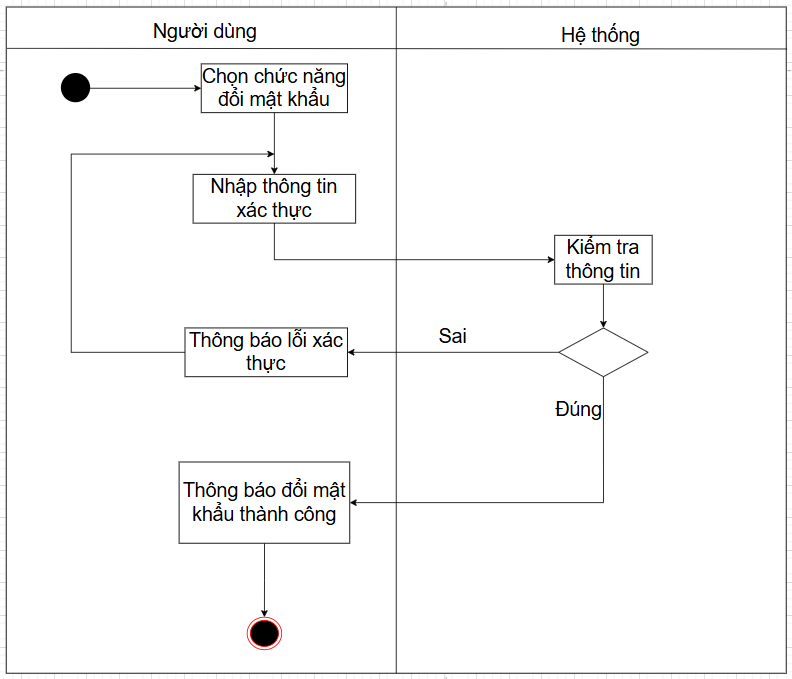 Người dùng
Hệ thống
Chọn chức năng
đổi mật khẩu
Nhập thông tin
xác thực
Kiểm tra
thông tin
Thông báo lỗi xác
thực
Sai
Đúng
Thông báo đổi mật
khẩu thành công